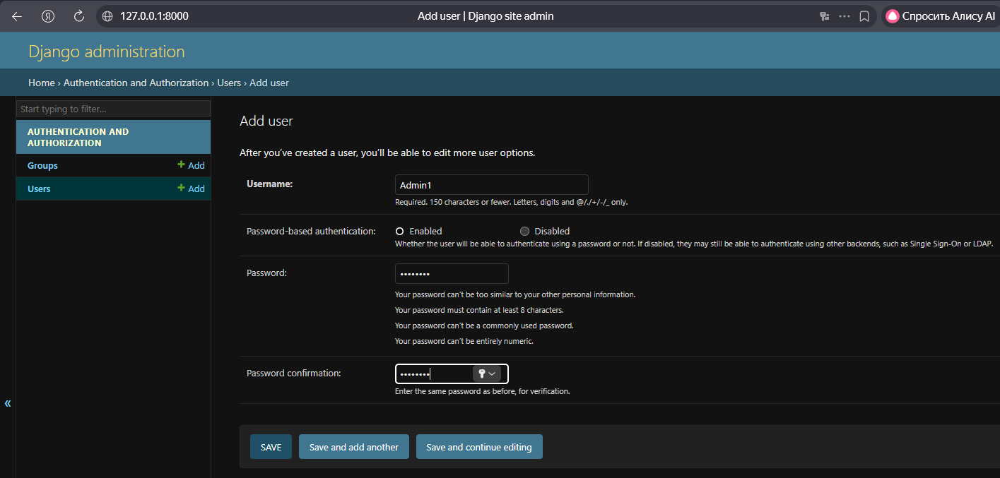 127.0.0.1:8000 Add user | Django site admin Спросить Алису AI
Django administration
Home › Authentication and Authorization › Users › Add user
Start typing to filter...
AUTHENTICATION AND
AUTHORIZATION
Groups + Add
Users + Add
«
Add user
After you’ve created a user, you’ll be able to edit more user options.
Username: Admin1
Required. 150 characters or fewer. Letters, digits and @/./+/-/_ only.
Password-based authentication: Enabled Disabled
Whether the user will be able to authenticate using a password or not. If disabled, they may still be able to authenticate using other backends, such as Single Sign-On or LDAP.
Password: ••••••••
Your password can’t be too similar to your other personal information.
Your password must contain at least 8 characters.
Your password can’t be a commonly used password.
Your password can’t be entirely numeric.
Password confirmation: ••••••••
Enter the same password as before, for verification.
SAVE Save and add another Save and continue editing